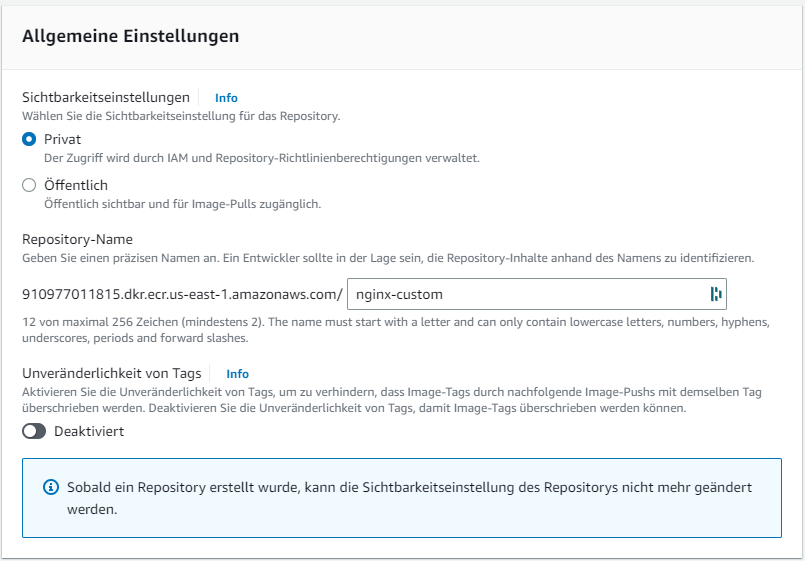 Allgemeine Einstellungen
Sichtbarkeitseinstellungen Info
Wählen Sie die Sichtbarkeitseinstellung für das Repository.
Privat
Der Zugriff wird durch IAM und Repository-Richtlinienberechtigungen verwaltet.
Öffentlich
Öffentlich sichtbar und für Image-Pulls zugänglich.
Repository-Name
Geben Sie einen präzisen Namen an. Ein Entwickler sollte in der Lage sein, die Repository-Inhalte anhand des Namens zu identifizieren.
910977011815.dkr.ecr.us-east-1.amazonaws.com/ nginx-custom
12 von maximal 256 Zeichen (mindestens 2). The name must start with a letter and can only contain lowercase letters, numbers, hyphens,
underscores, periods and forward slashes.
Unveränderlichkeit von Tags Info
Aktivieren Sie die Unveränderlichkeit von Tags, um zu verhindern, dass Image-Tags durch nachfolgende Image-Pushs mit demselben Tag
überschrieben werden. Deaktivieren Sie die Unveränderlichkeit von Tags, damit Image-Tags überschrieben werden können.
Deaktiviert
Sobald ein Repository erstellt wurde, kann die Sichtbarkeitseinstellung des Repositorys nicht mehr geändert
werden.